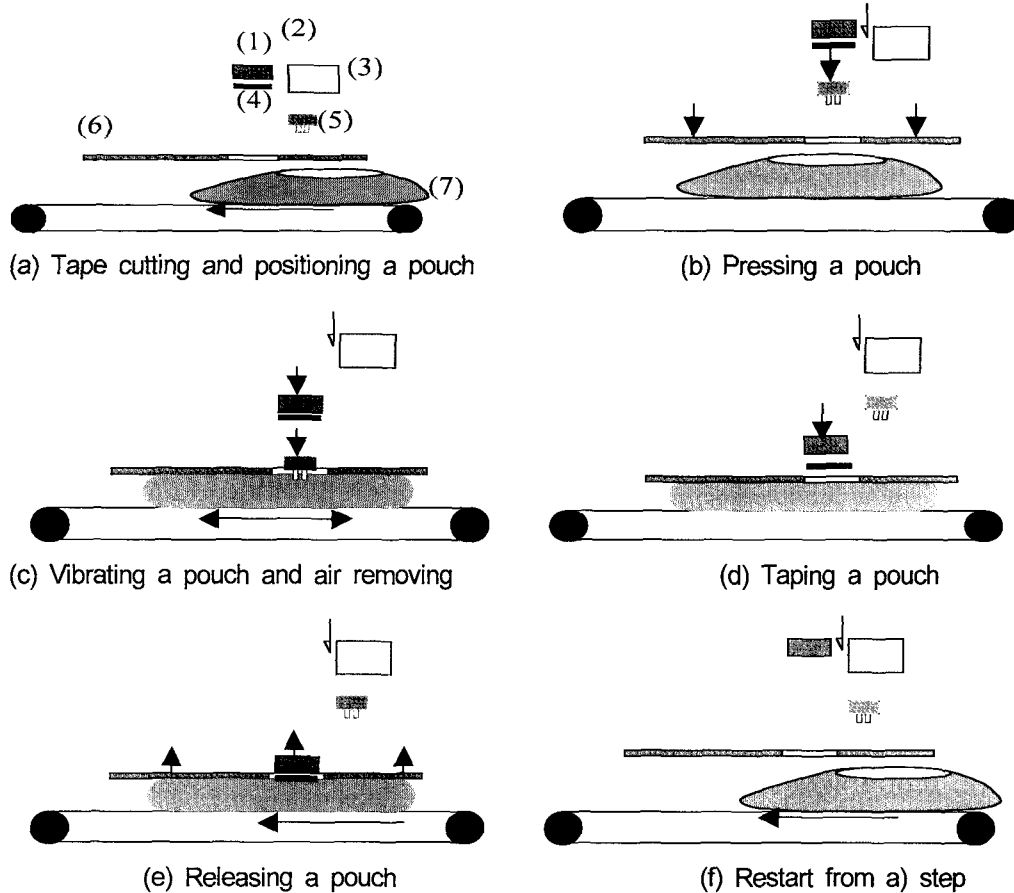 (2)
(1)
(3)
(4)
(5)
(6)
(7)
(a) Tape cutting and positioning a pouch
(b) Pressing a pouch
(c) Vibrating a pouch and air removing
(d) Taping a pouch
(e) Releasing a pouch
(f) Restart from a) step